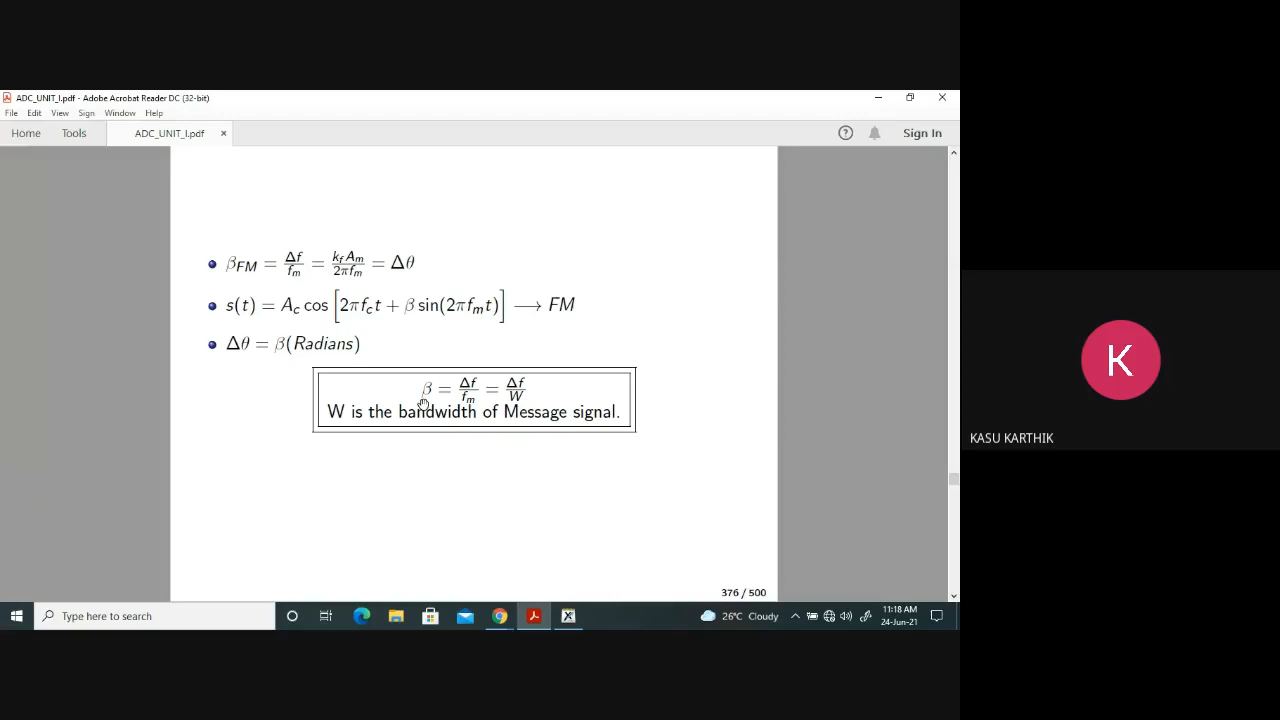 ADC_UNIT_I.pdf - Adobe Acrobat Reader DC (32-bit)
File Edit View Sign Window Help
Home Tools ADC_UNIT_I.pdf × Sign In
• β_FM = Δf/f_m = k_f A_m/2πf_m = Δθ
• s(t) = A_c cos [2πf_c t + β sin(2πf_m t)] ⟶ FM
• Δθ = β(Radians)
β = Δf/f_m = Δf/W
W is the bandwidth of Message signal.
376 / 500
K
KASU KARTHIK
Type here to search
26°C Cloudy
11:18 AM
24-Jun-21